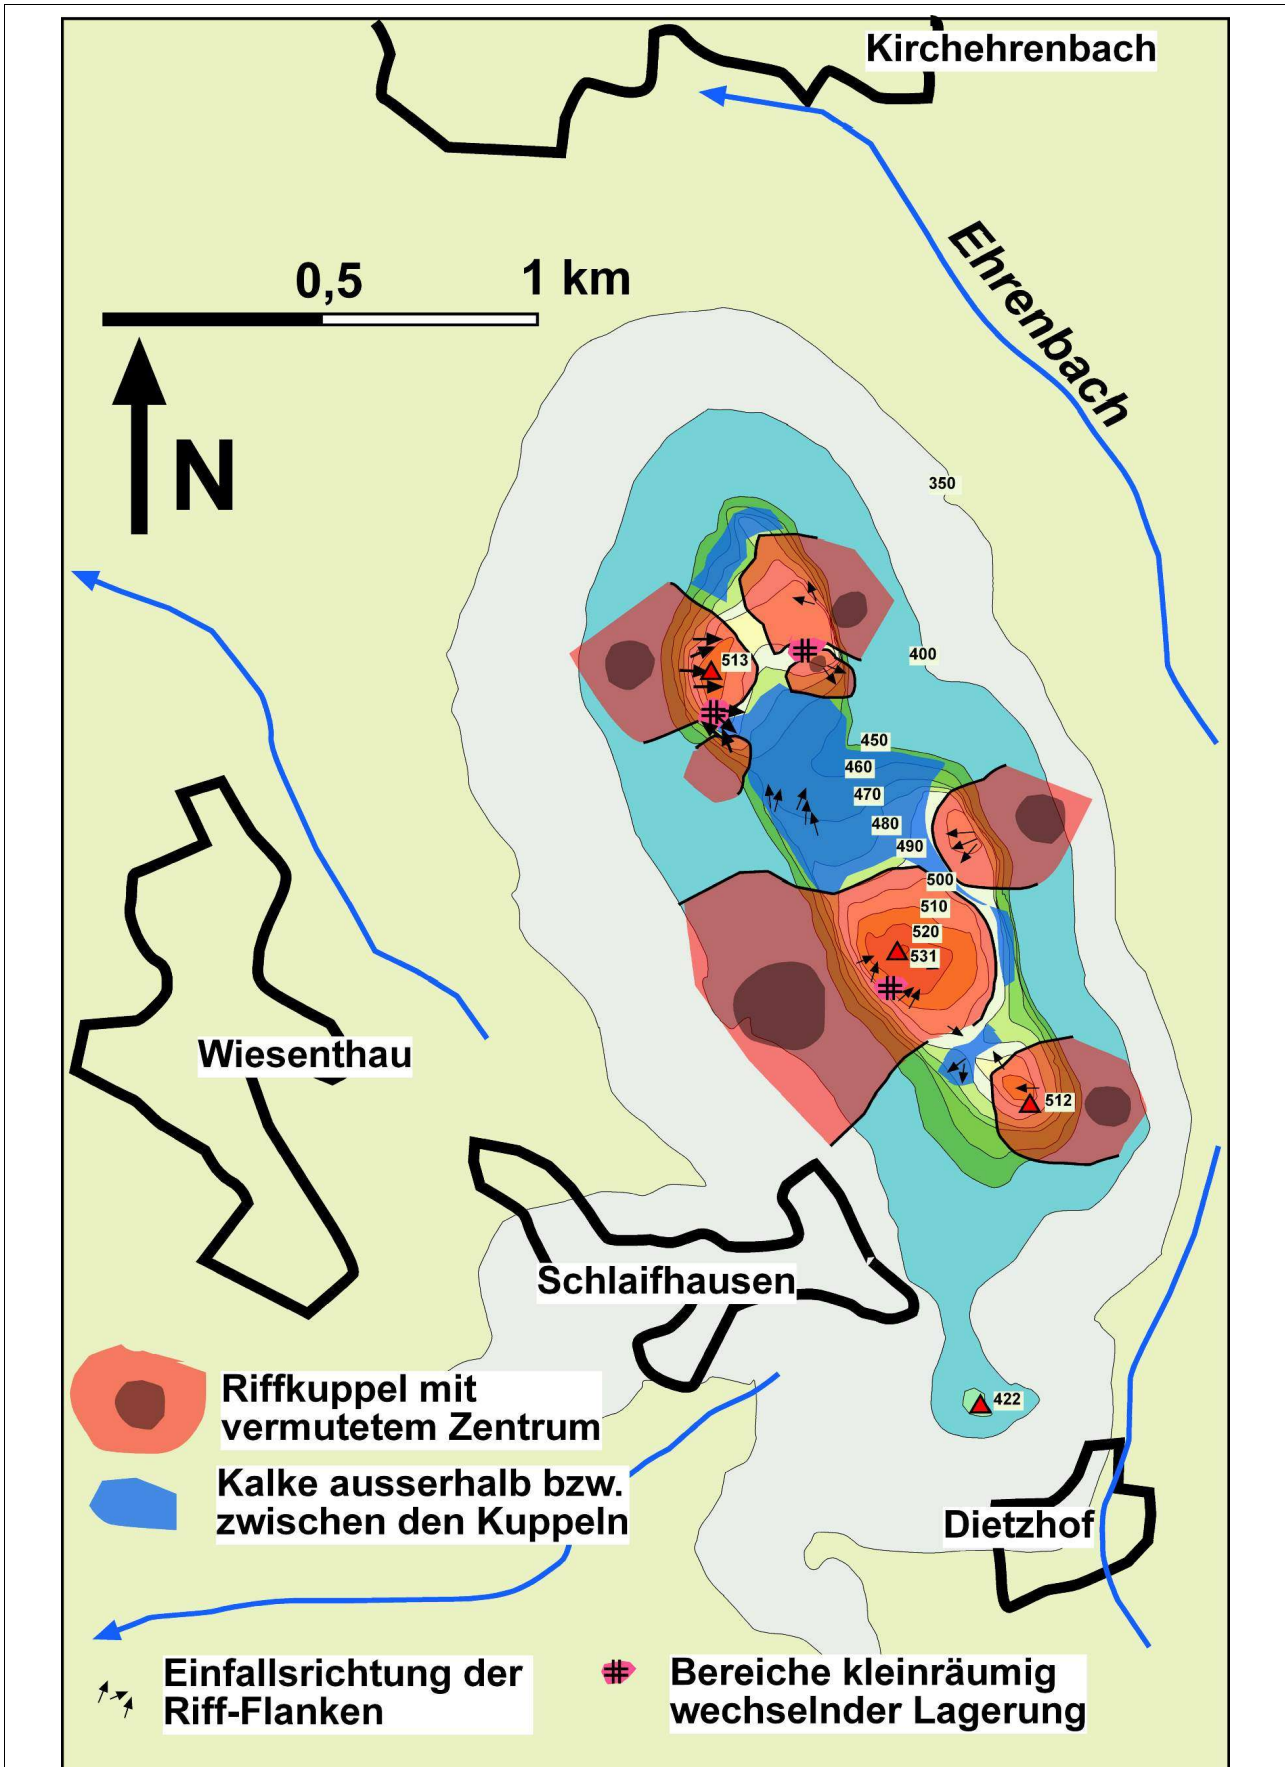 Kirchehrenbach
0,5
1 km
Ehrenbach
N
350
400
513
450
460
470
480
490
500
510
520
531
Wiesenthau
512
Schlaifhausen
422
Riffkuppel mit
vermutetem Zentrum
Kalke ausserhalb bzw.
zwischen den Kuppeln
Dietzhof
Einfallsrichtung der
Riff-Flanken
Bereiche kleinräumig
wechselnder Lagerung